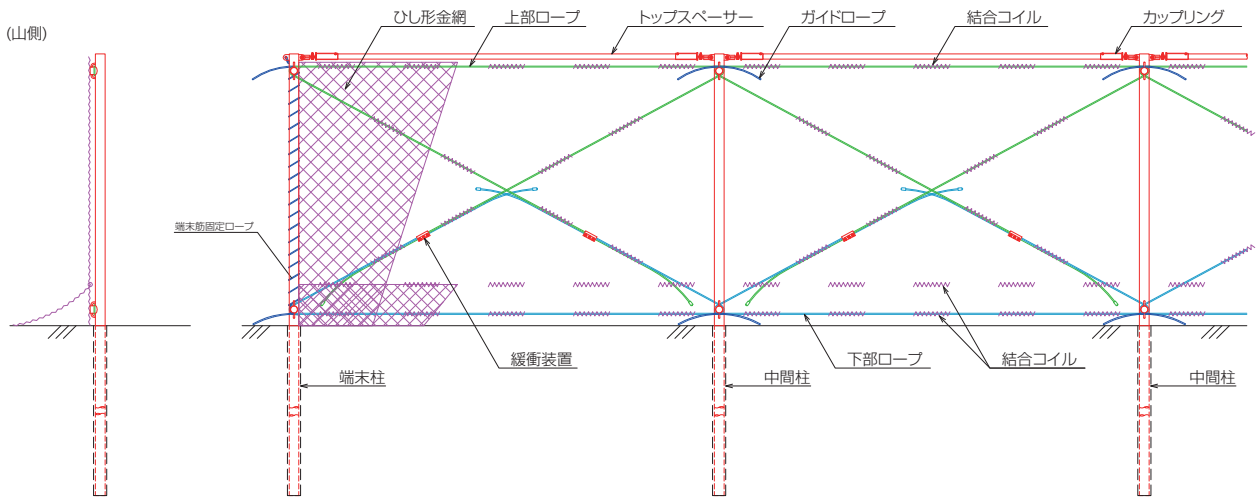 ひし形金網
上部ロープ
トップスペーサー
ガイドロープ
結合コイル
カップリング
(山側)
端末筋固定ロープ
緩衝装置
下部ロープ
結合コイル
端末柱
中間柱
中間柱